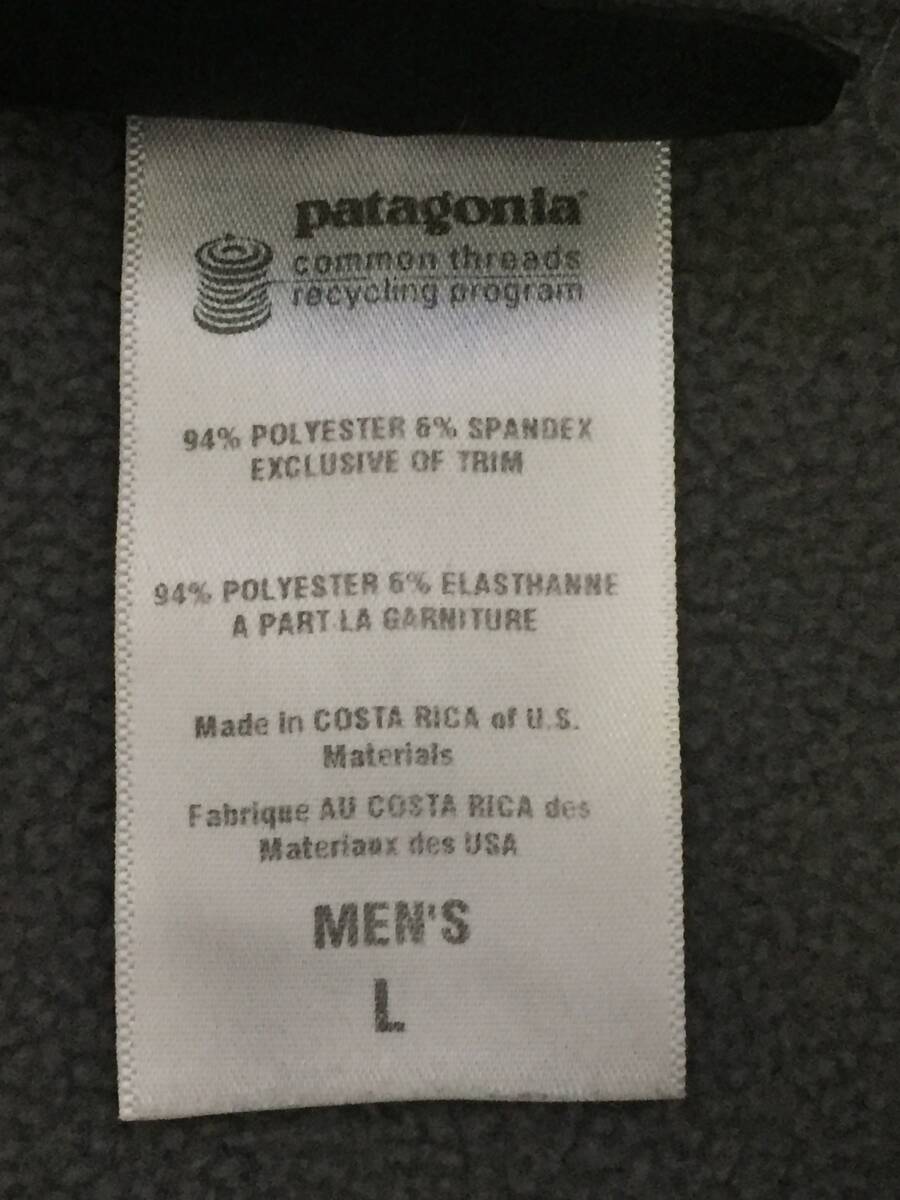 patagonia®
common threads
recycling program
94% POLYESTER 6% SPANDEX
EXCLUSIVE OF TRIM
94% POLYESTER 6% ELASTHANNE
A PART LA GARNITURE
Made in COSTA RICA of U.S.
Materials
Fabrique AU COSTA RICA des
Materiaux des USA
MEN'S
L